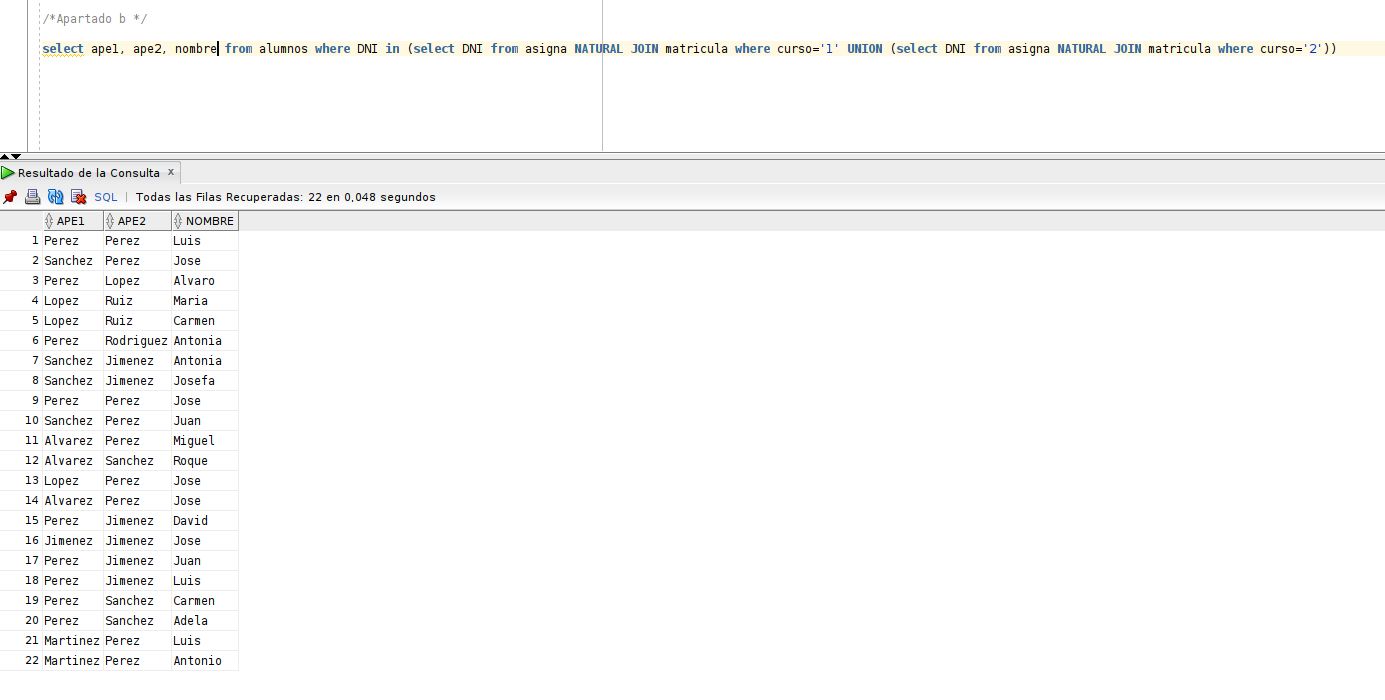 /*Apartado b */
select ape1, ape2, nombre from alumnos where DNI in (select DNI from asigna NATURAL JOIN matricula where curso='1' UNION (select DNI from asigna NATURAL JOIN matricula where curso='2'))
Resultado de la Consulta x
SQL | Todas las Filas Recuperadas: 22 en 0,048 segundos
APE1 APE2 NOMBRE
1 Perez Perez Luis
2 Sanchez Perez Jose
3 Perez Lopez Alvaro
4 Lopez Ruiz Maria
5 Lopez Ruiz Carmen
6 Perez Rodriguez Antonia
7 Sanchez Jimenez Antonia
8 Sanchez Jimenez Josefa
9 Perez Perez Jose
10 Sanchez Perez Juan
11 Alvarez Perez Miguel
12 Alvarez Sanchez Roque
13 Lopez Perez Jose
14 Alvarez Perez Jose
15 Perez Jimenez David
16 Jimenez Jimenez Jose
17 Perez Jimenez Juan
18 Perez Jimenez Luis
19 Perez Sanchez Carmen
20 Perez Sanchez Adela
21 Martinez Perez Luis
22 Martinez Perez Antonio